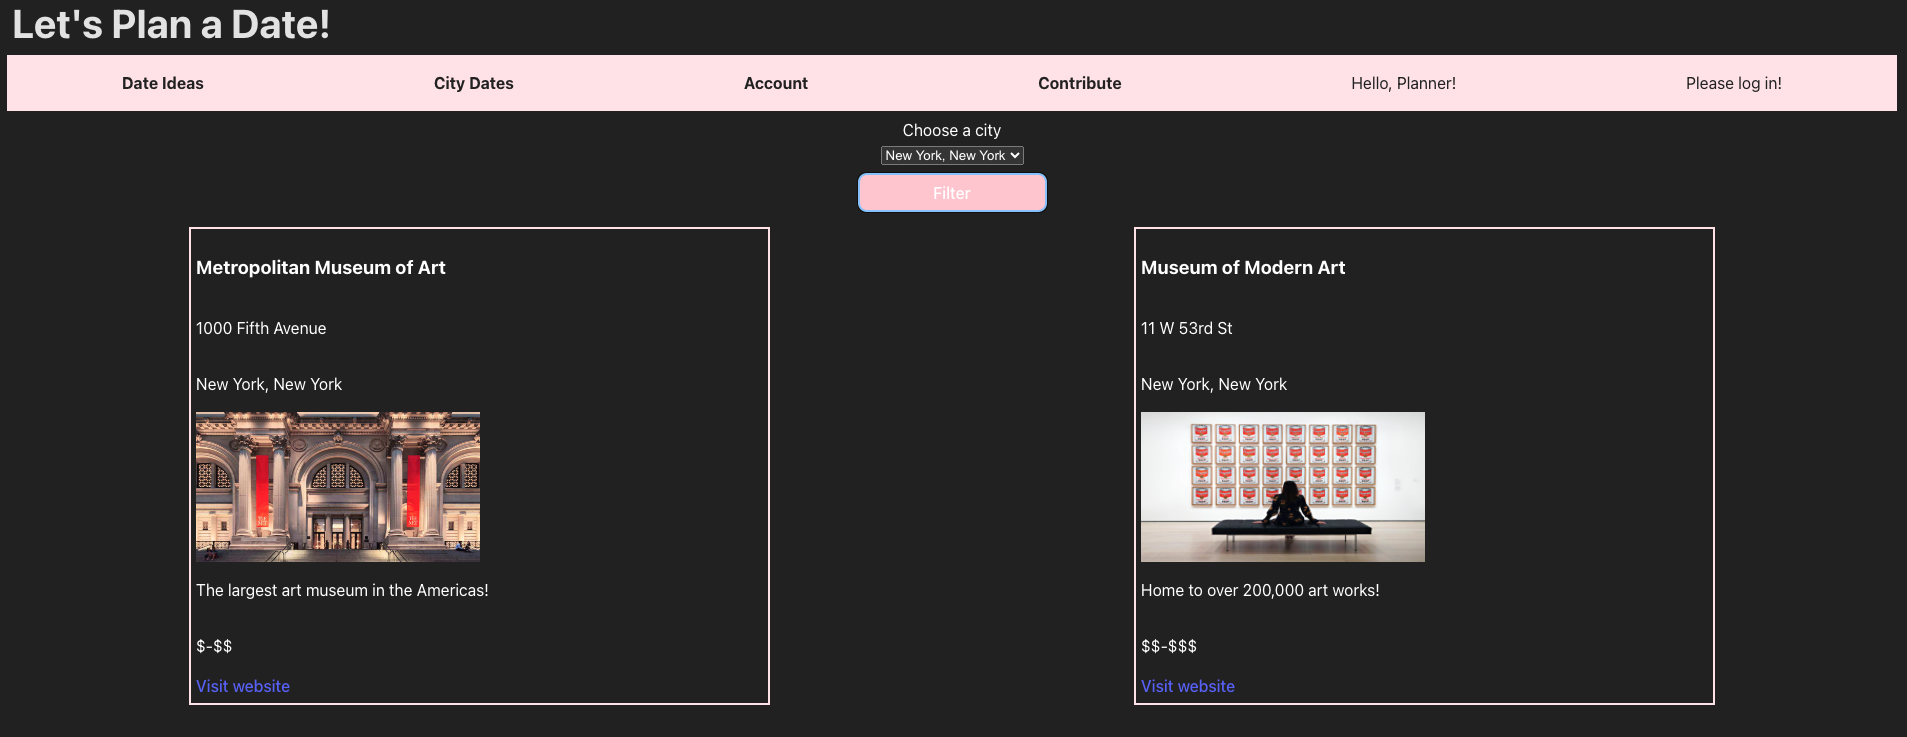 Let's Plan a Date!
Date Ideas City Dates Account Contribute Hello, Planner! Please log in!
Choose a city
New York, New York
Filter
Metropolitan Museum of Art
1000 Fifth Avenue
New York, New York
The largest art museum in the Americas!
$-$$
Visit website
Museum of Modern Art
11 W 53rd St
New York, New York
Home to over 200,000 art works!
$$-$$$
Visit website